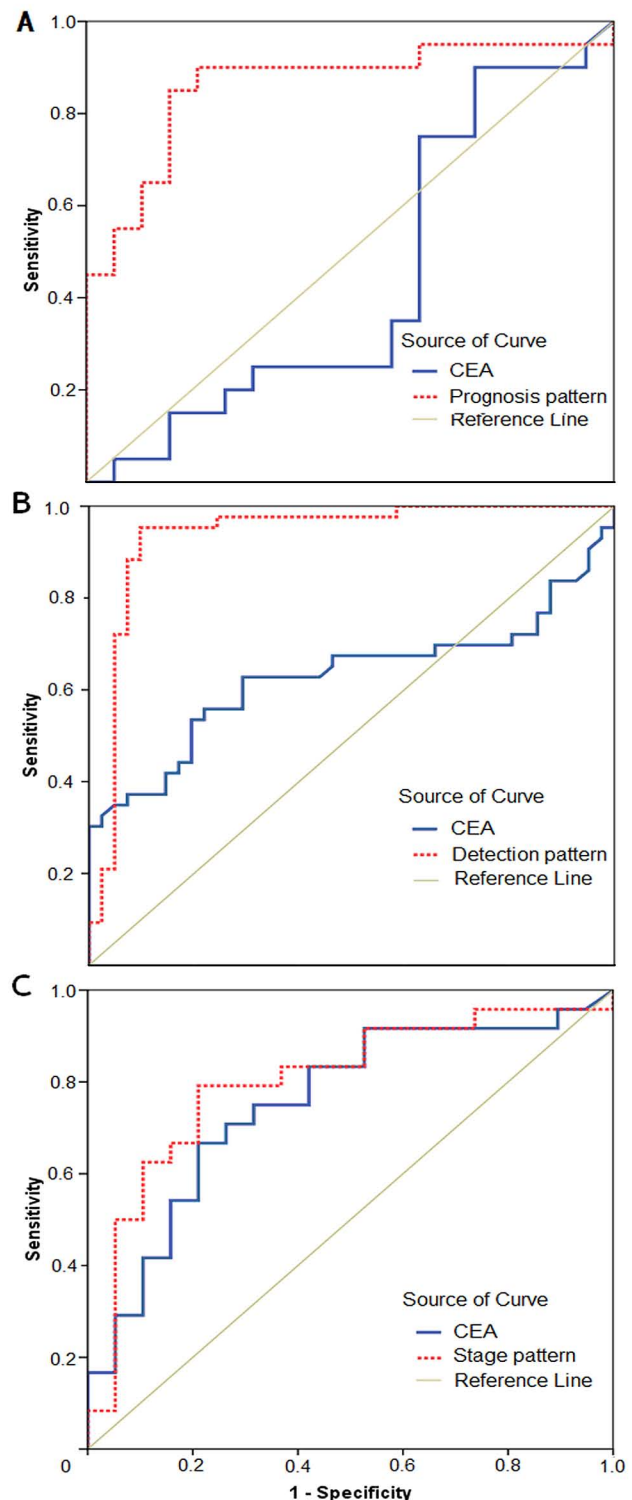 A
1.0
0.8
0.6
0.4
0.2
Sensitivity
Source of Curve
CEA
Prognosis pattern
Reference Line
B
1.0
0.8
0.6
0.4
0.2
Sensitivity
Source of Curve
CEA
Detection pattern
Reference Line
C
1.0
0.8
0.6
0.4
0.2
Sensitivity
Source of Curve
CEA
Stage pattern
Reference Line
0 0.2 0.4 0.6 0.8 1.0
1 - Specificity